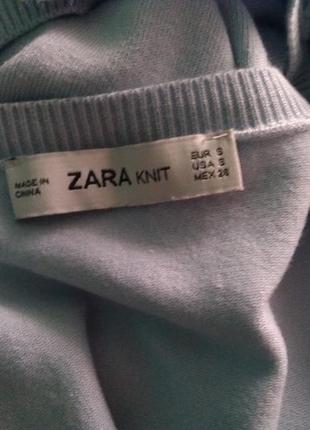 MADE IN
CHINA
ZARA KNIT
EUR S
USA S
MEX 26